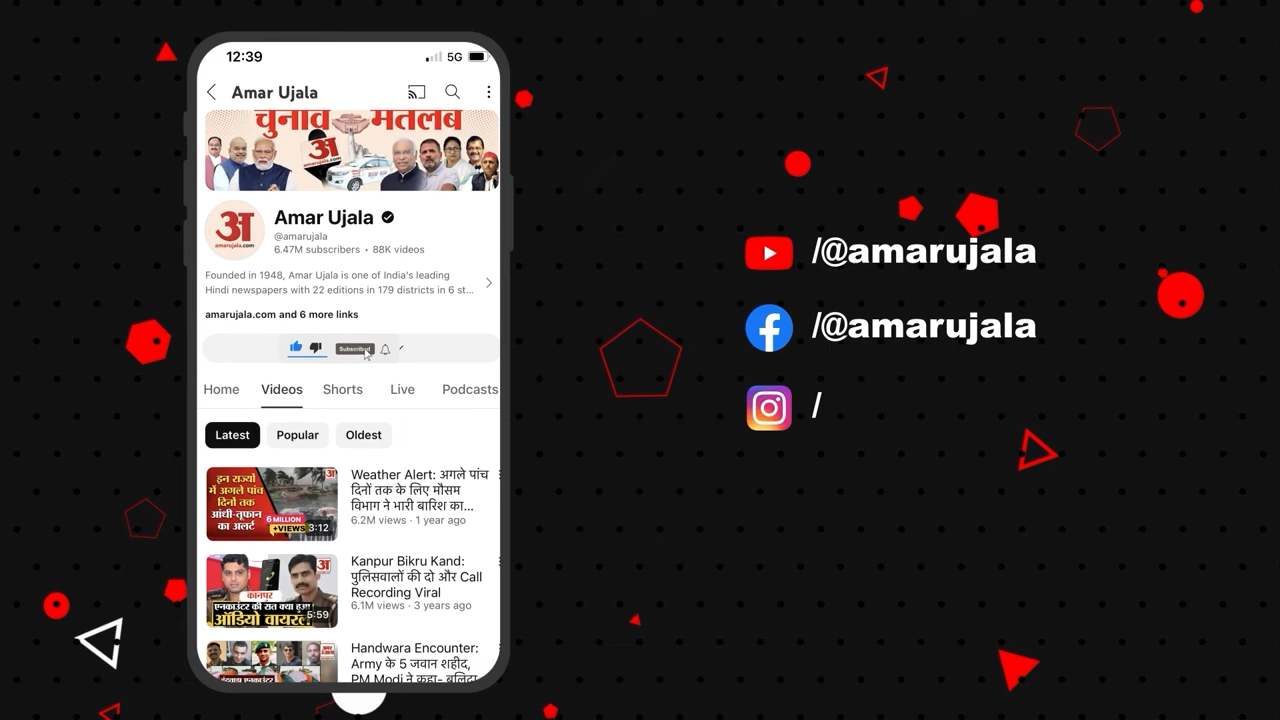 12:39
5G
Amar Ujala
चुनाव मतलब
अ
amarujala.com
अ
amarujala.com
Amar Ujala
@amarujala
6.47M subscribers • 88K videos
Founded in 1948, Amar Ujala is one of India's leading
Hindi newspapers with 22 editions in 179 districts in 6 st...
amarujala.com and 6 more links
Subscribed
Home Videos Shorts Live Podcasts
Latest Popular Oldest
इन राज्यों
में अगले पांच
दिनों तक
आंधी-तूफान
का अलर्ट
अ
6 MILLION
+VIEWS
3:12
Weather Alert: अगले पांच
दिनों तक के लिए मौसम
विभाग ने भारी बारिश का...
6.2M views · 1 year ago
अ
कानपुर
एनकाउंटर की रात क्या हुआ
ऑडियो वायरल
5:59
Kanpur Bikru Kand:
पुलिसवालों की दो और Call
Recording Viral
6.1M views · 3 years ago
Handwara Encounter:
Army के 5 जवान शहीद,
PM Modi ने कहा-
/@amarujala
/@amarujala
/